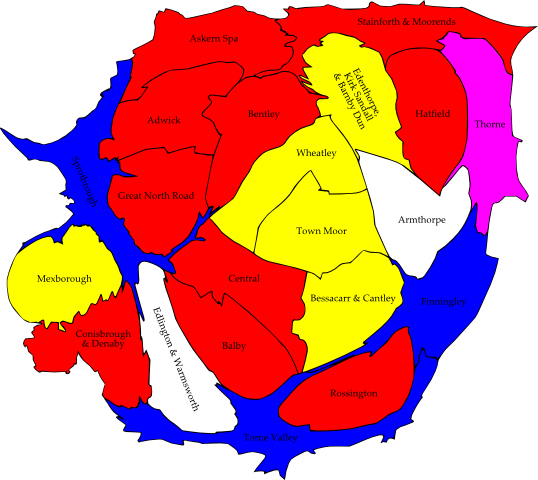 Stainforth & Moorends
Askern Spa
Edenthorpe,
Kirk Sandall
& Barnby Dun
Adwick
Bentley
Hatfield
Thorne
Wheatley
Sprotbrough
Great North Road
Armthorpe
Town Moor
Mexborough
Central
Bessacarr & Cantley
Finningley
Edlington & Warmsworth
Conisbrough
& Denaby
Balby
Rossington
Torne Valley